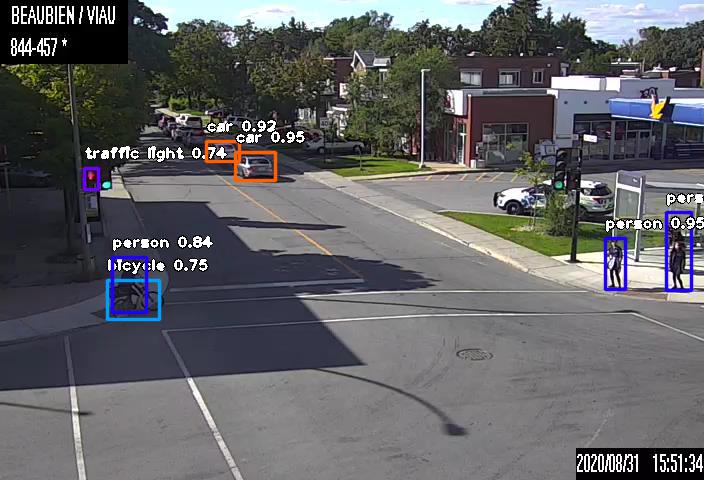 BEAUBIEN / VIAU
844-457 *
car 0.92
car 0.95
traffic light 0.74
pers
person 0.95
person 0.84
bicycle 0.75
2020/08/31 15:51:34